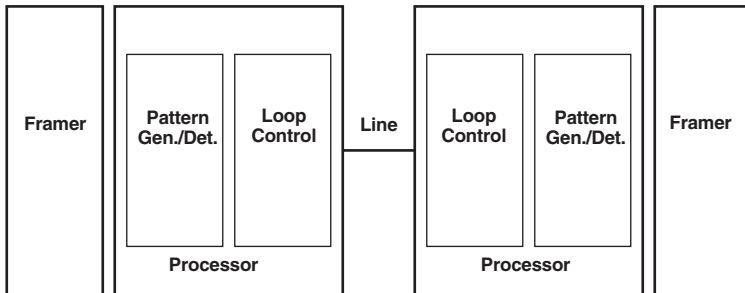 Framer
Pattern
Gen./Det.
Loop
Control
Processor
Line
Loop
Control
Pattern
Gen./Det.
Processor
Framer